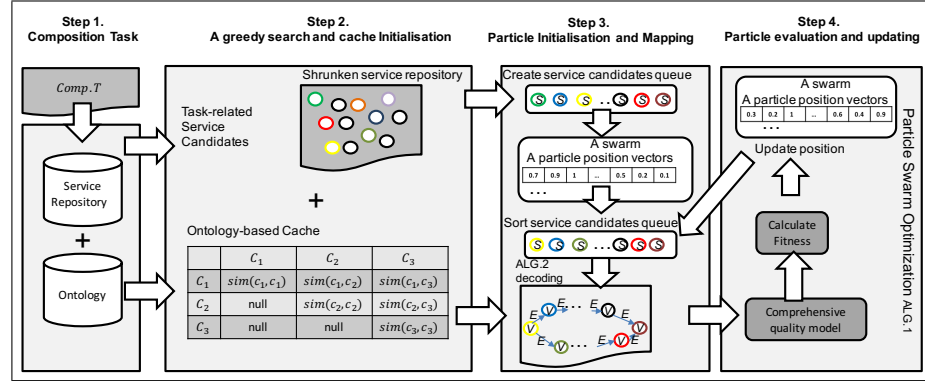 Step 1.
Composition Task
Comp.T
Service
Repository
+
Ontology
Step 2.
A greedy search and cache Initialisation
Shrunken service repository
Task-related
Service
Candidates
+
Ontology-based Cache
C₁ C₂ C₃
C₁ sim(c₁,c₁) sim(c₁,c₂) sim(c₁,c₃)
C₂ null sim(c₂,c₂) sim(c₂,c₃)
C₃ null null sim(c₃,c₃)
Step 3.
Particle Initialisation and Mapping
Create service candidates queue
S S S ... S S S
A swarm
A particle position vectors
0.7 0.9 1 .. 0.5 0.2 0.1
...
Sort service candidates queue
S S S ... S S S
ALG.2
decoding
E V E ... E V E
V V
E V ... V E
Step 4.
Particle evaluation and updating
A swarm
A particle position vectors
0.3 0.2 1 ... 0.6 0.4 0.9
...
Update position
Calculate
Fitness
Comprehensive
quality model
Particle Swarm Optimization ALG.1